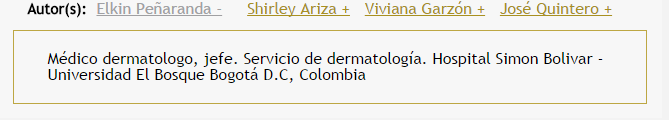 Autor(s): Elkin Peñaranda - Shirley Ariza + Viviana Garzón + José Quintero +
Médico dermatologo, jefe. Servicio de dermatología. Hospital Simon Bolivar -
Universidad El Bosque Bogotá D.C, Colombia